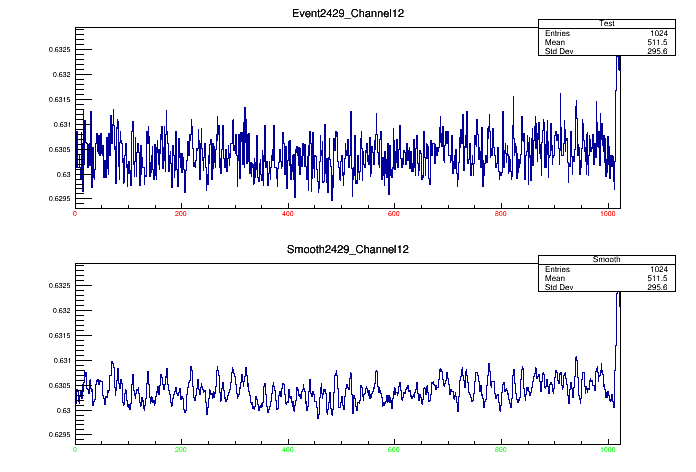 Event2429_Channel12
Test
Entries 1024
Mean 511.5
Std Dev 295.6
0.6325
0.632
0.6315
0.631
0.6305
0.63
0.6295
0 200 400 600 800 1000
Smooth2429_Channel12
Smooth
Entries 1024
Mean 511.5
Std Dev 295.6
0.6325
0.632
0.6315
0.631
0.6305
0.63
0.6295
0 200 400 600 800 1000